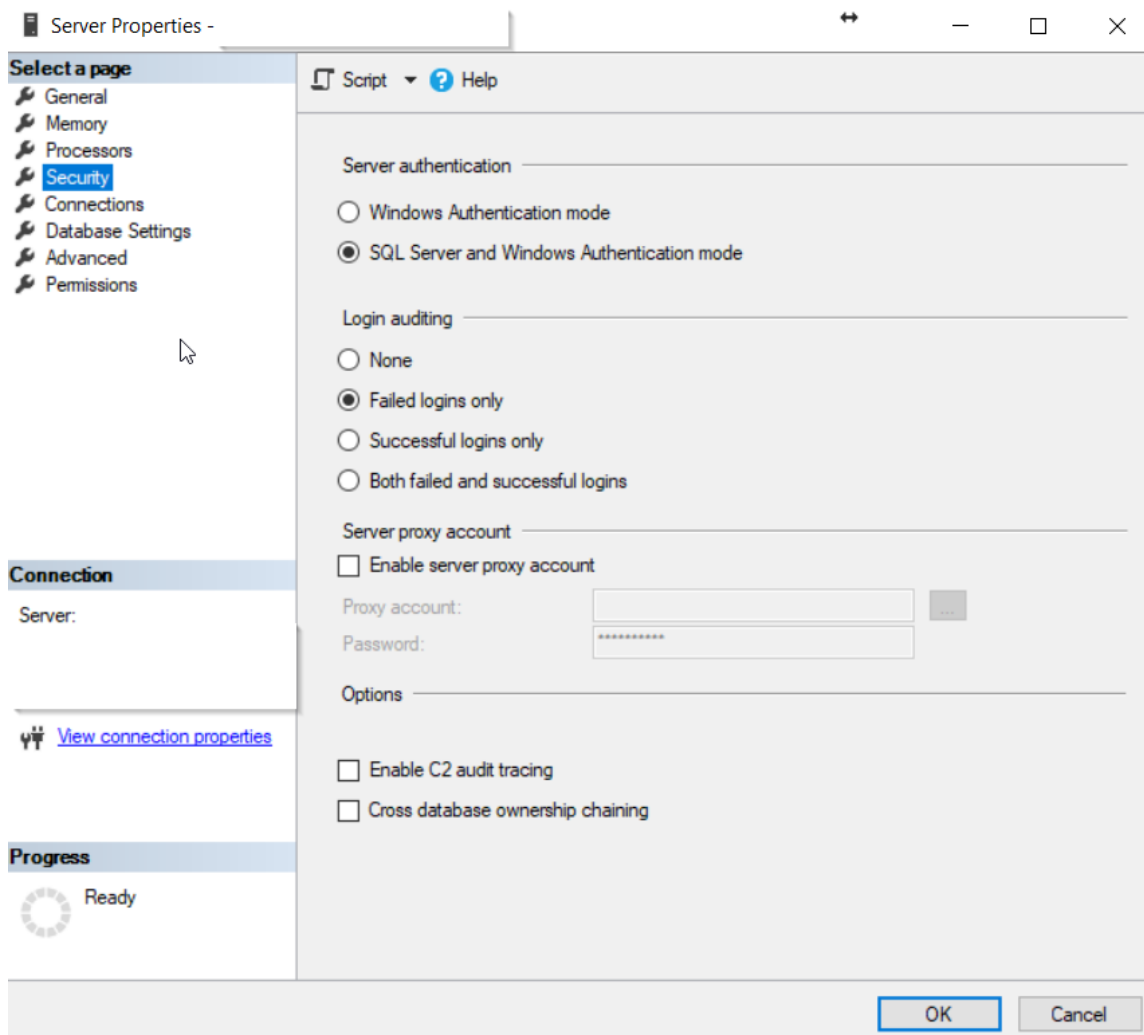 Server Properties -
Select a page
General
Memory
Processors
Security
Connections
Database Settings
Advanced
Permissions
Connection
Server:
View connection properties
Progress
Ready
Script
Help
Server authentication
Windows Authentication mode
SQL Server and Windows Authentication mode
Login auditing
None
Failed logins only
Successful logins only
Both failed and successful logins
Server proxy account
Enable server proxy account
Proxy account:
...
Password:
**********
Options
Enable C2 audit tracing
Cross database ownership chaining
OK
Cancel